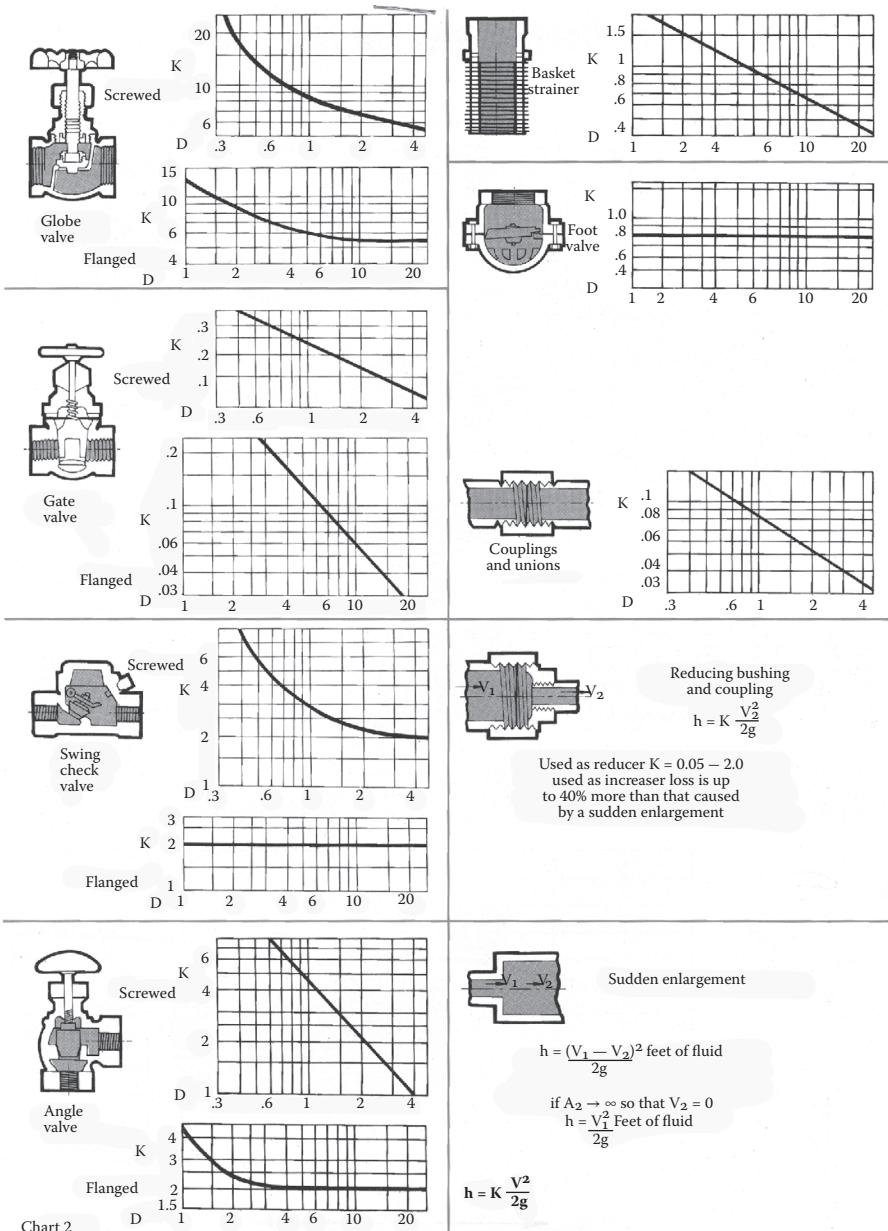 20
K
Screwed
10
6
D
.3 .6 1 2 4
15
10
K
6
Globe
valve
Flanged
4
1 2 4 6 10 20
D
.3
K
.2
Screwed
.1
D
.3 .6 1 2 4
.2
.1
Gate
valve
K
.06
.04
Flanged
.03
D 1 2 4 6 10 20
Screwed
6
K
4
2
Swing
check
valve
1
D .3 .6 1 2 4
3
K 2
Flanged
1
D 1 2 4 6 10 20
6
K
Screwed
4
2
D 1
.3 .6 1 2 4
Angle
valve
4
K
3
Flanged 2
1.5
D 1 2 4 6 10 20
Chart 2
1.5
K 1
Basket
strainer
.8
.6
D .4
1 2 4 6 10 20
K
1.0
Foot
valve
.8
.6
.4
D 1 2 4 6 10 20
K .1
.08
.06
Couplings
and unions
.04
.03
D .3 .6 1 2 4
V₁ V₂
Reducing bushing
and coupling
h = K V₂²/2g
Used as reducer K = 0.05 – 2.0
used as increaser loss is up
to 40% more than that caused
by a sudden enlargement
V₁ V₂
Sudden enlargement
h = (V₁ — V₂)²/2g feet of fluid
if A₂ → ∞ so that V₂ = 0
h = V₁²/2g Feet of fluid
h = K V²/2g